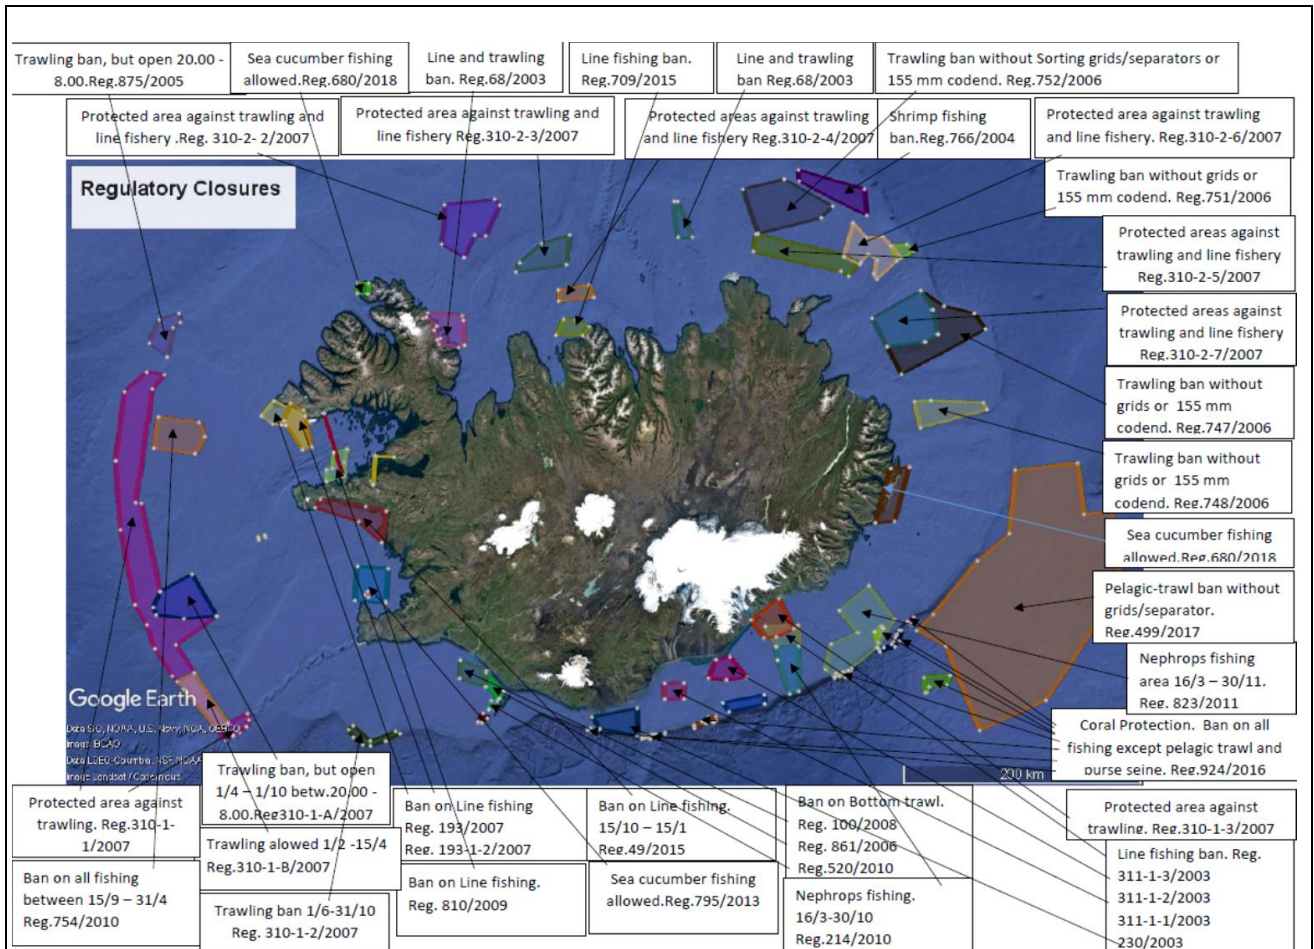 Trawling ban, but open 20.00 -
8.00.Reg.875/2005
Sea cucumber fishing
allowed.Reg.680/2018
Line and trawling
ban. Reg.68/2003
Line fishing ban.
Reg.709/2015
Line and trawling
ban Reg.68/2003
Trawling ban without Sorting grids/separators or
155 mm codend. Reg.752/2006
Protected area against trawling and
line fishery .Reg. 310-2- 2/2007
Protected area against trawling and
line fishery Reg.310-2-3/2007
Protected areas against trawling
and line fishery Reg.310-2-4/2007
Shrimp fishing
ban.Reg.766/2004
Protected area against trawling
and line fishery. Reg.310-2-6/2007
Regulatory Closures
Trawling ban without grids or
155 mm codend. Reg.751/2006
Protected areas against
trawling and line fishery
Reg.310-2-5/2007
Protected areas against
trawling and line fishery
Reg.310-2-7/2007
Trawling ban without
grids or 155 mm
codend. Reg.747/2006
Trawling ban without
grids or 155 mm
codend. Reg.748/2006
Sea cucumber fishing
allowed.Reg.680/2018
Pelagic-trawl ban without
grids/separator.
Reg.499/2017
Nephrops fishing
area 16/3 – 30/11.
Reg. 823/2011
Coral Protection. Ban on all
fishing except pelagic trawl and
purse seine. Reg.924/2016
Google Earth
Data SIO, NOAA, U.S. Navy, NGA, GEBCO
Image IBCAO
Data LDEO-Columbia, NSF, NOAA
Image Landsat / Copernicus
200 km
Protected area against
trawling. Reg.310-1-
1/2007
Trawling ban, but open
1/4 – 1/10 betw.20.00 -
8.00.Reg310-1-A/2007
Ban on Line fishing
Reg. 193/2007
Reg. 193-1-2/2007
Ban on Line fishing.
15/10 – 15/1
Reg.49/2015
Ban on Bottom trawl.
Reg. 100/2008
Reg. 861/2006
Reg.520/2010
Protected area against
trawling. Reg.310-1-3/2007
Trawling alowed 1/2 -15/4
Reg.310-1-B/2007
Line fishing ban. Reg.
311-1-3/2003
311-1-2/2003
311-1-1/2003
230/2003
Ban on all fishing
between 15/9 – 31/4
Reg.754/2010
Trawling ban 1/6-31/10
Reg. 310-1-2/2007
Ban on Line fishing.
Reg. 810/2009
Sea cucumber fishing
allowed.Reg.795/2013
Nephrops fishing.
16/3-30/10
Reg.214/2010